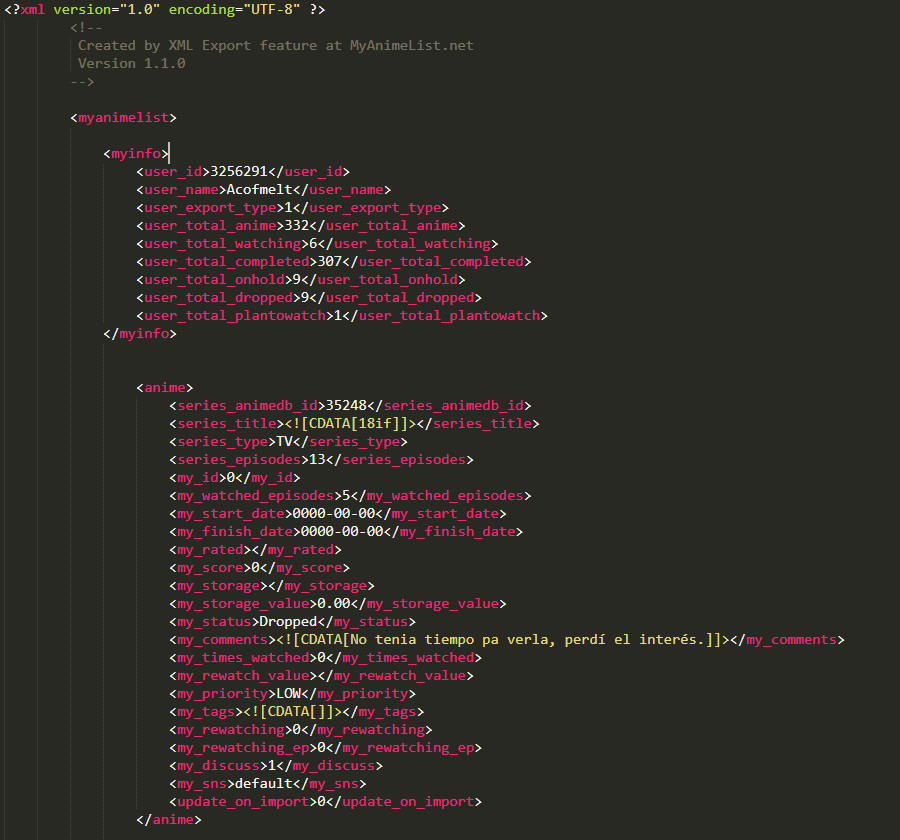 <?xml version="1.0" encoding="UTF-8" ?>
<!--
Created by XML Export feature at MyAnimeList.net
Version 1.1.0
-->
<myanimelist>
<myinfo>
<user_id>3256291</user_id>
<user_name>Acofmelt</user_name>
<user_export_type>1</user_export_type>
<user_total_anime>332</user_total_anime>
<user_total_watching>6</user_total_watching>
<user_total_completed>307</user_total_completed>
<user_total_onhold>9</user_total_onhold>
<user_total_dropped>9</user_total_dropped>
<user_total_plantowatch>1</user_total_plantowatch>
</myinfo>
<anime>
<series_animedb_id>35248</series_animedb_id>
<series_title><![CDATA[18if]]></series_title>
<series_type>TV</series_type>
<series_episodes>13</series_episodes>
<my_id>0</my_id>
<my_watched_episodes>5</my_watched_episodes>
<my_start_date>0000-00-00</my_start_date>
<my_finish_date>0000-00-00</my_finish_date>
<my_rated></my_rated>
<my_score>0</my_score>
<my_storage></my_storage>
<my_storage_value>0.00</my_storage_value>
<my_status>Dropped</my_status>
<my_comments><![CDATA[No tenia tiempo pa verla, perdí el interés.]]></my_comments>
<my_times_watched>0</my_times_watched>
<my_rewatch_value></my_rewatch_value>
<my_priority>LOW</my_priority>
<my_tags><![CDATA[]]></my_tags>
<my_rewatching>0</my_rewatching>
<my_rewatching_ep>0</my_rewatching_ep>
<my_discuss>1</my_discuss>
<my_sns>default</my_sns>
<update_on_import>0</update_on_import>
</anime>